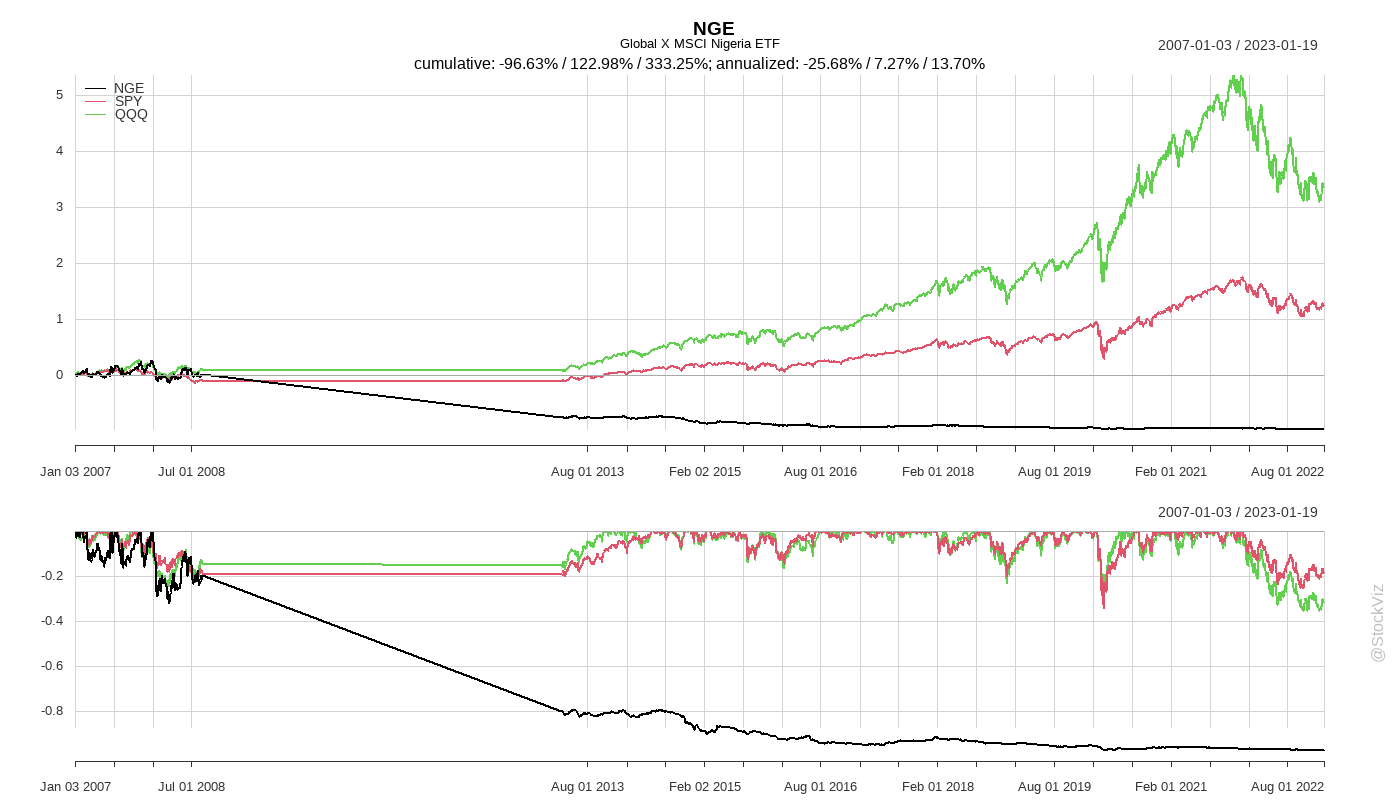 NGE
Global X MSCI Nigeria ETF
2007-01-03 / 2023-01-19
cumulative: -96.63% / 122.98% / 333.25%; annualized: -25.68% / 7.27% / 13.70%
NGE
SPY
QQQ
5
4
3
2
1
0
Jan 03 2007 Jul 01 2008 Aug 01 2013 Feb 02 2015 Aug 01 2016 Feb 01 2018 Aug 01 2019 Feb 01 2021 Aug 01 2022
2007-01-03 / 2023-01-19
-0.2
-0.4
-0.6
-0.8
Jan 03 2007 Jul 01 2008 Aug 01 2013 Feb 02 2015 Aug 01 2016 Feb 01 2018 Aug 01 2019 Feb 01 2021 Aug 01 2022
@StockViz